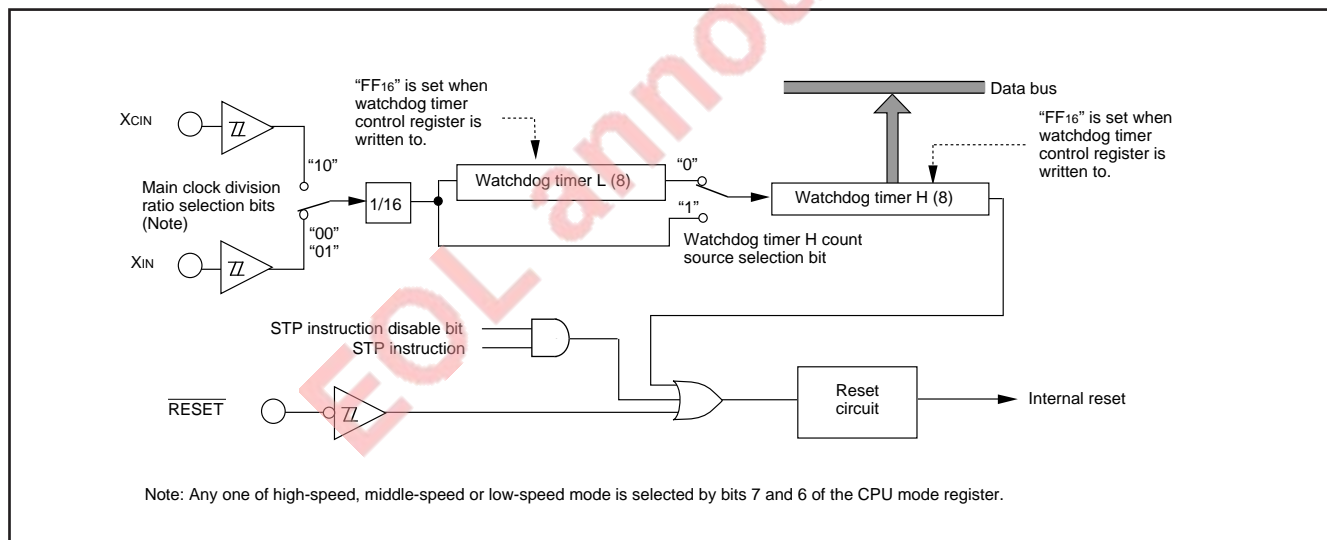 EOL annou
"FF16" is set when
watchdog timer
control register is
written to.
Data bus
"FF16" is set when
watchdog timer
control register is
written to.
XCIN
"10"
Main clock division
ratio selection bits
(Note)
"00"
"01"
XIN
1/16
Watchdog timer L (8)
"0"
"1"
Watchdog timer H count
source selection bit
Watchdog timer H (8)
STP instruction disable bit
STP instruction
RESET
Reset
circuit
Internal reset
Note: Any one of high-speed, middle-speed or low-speed mode is selected by bits 7 and 6 of the CPU mode register.